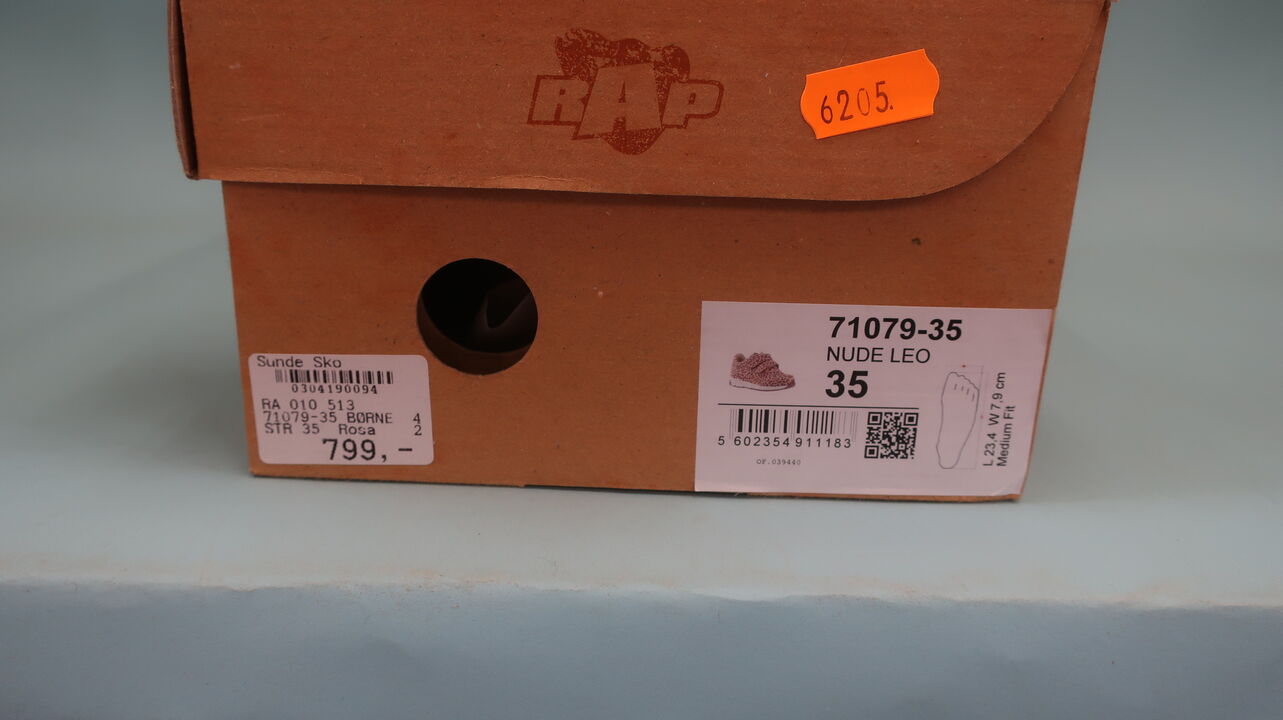 RAP
6205.
Sunde Sko
0304190094
RA 010 513
71079-35 BØRNE 4
STR 35 Rosa 2
799,-
71079-35
NUDE LEO
35
5 602354 911183
OF.039440
L 23,4 W 7,9 cm
Medium Fit